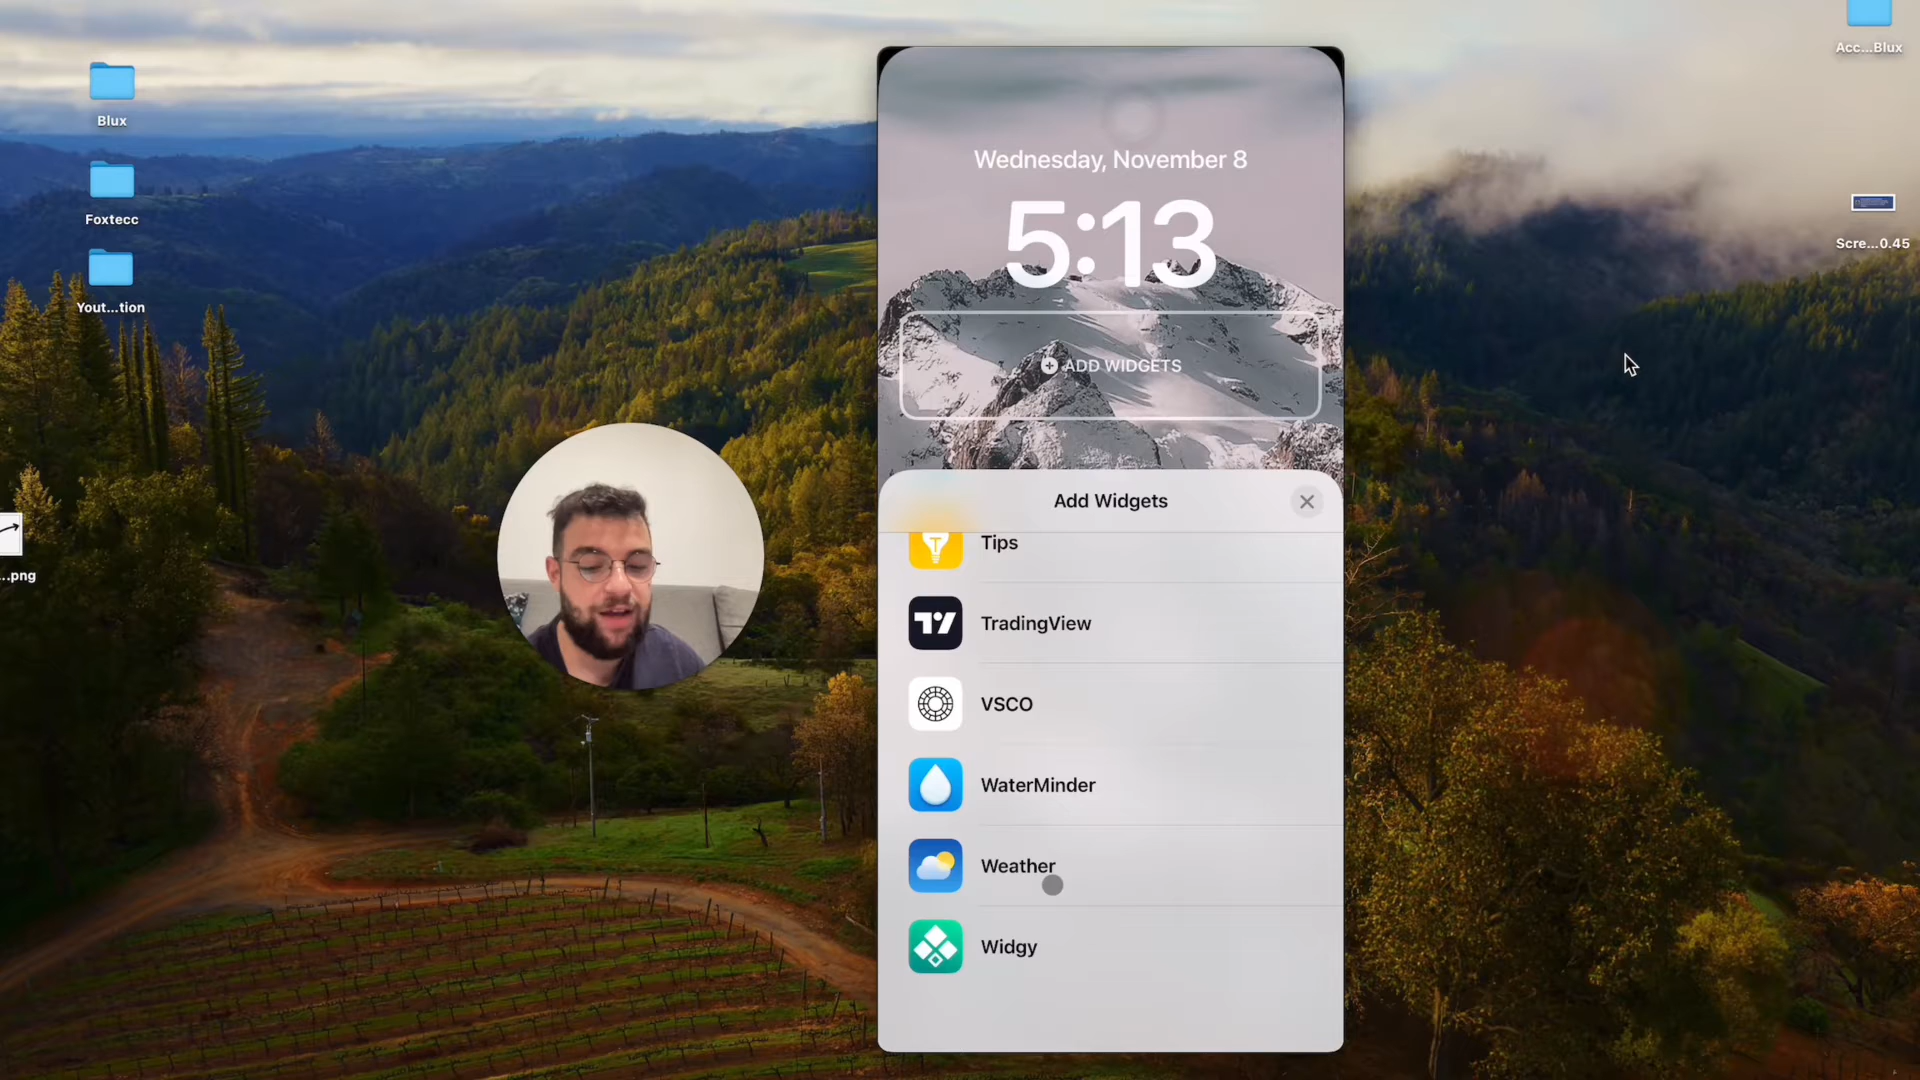 Blux
Foxtecc
Yout...tion
...png
Acc...Blux
Scre...0.45
Wednesday, November 8
5:13
ADD WIDGETS
Add Widgets
Tips
TradingView
VSCO
WaterMinder
Weather
Widgy